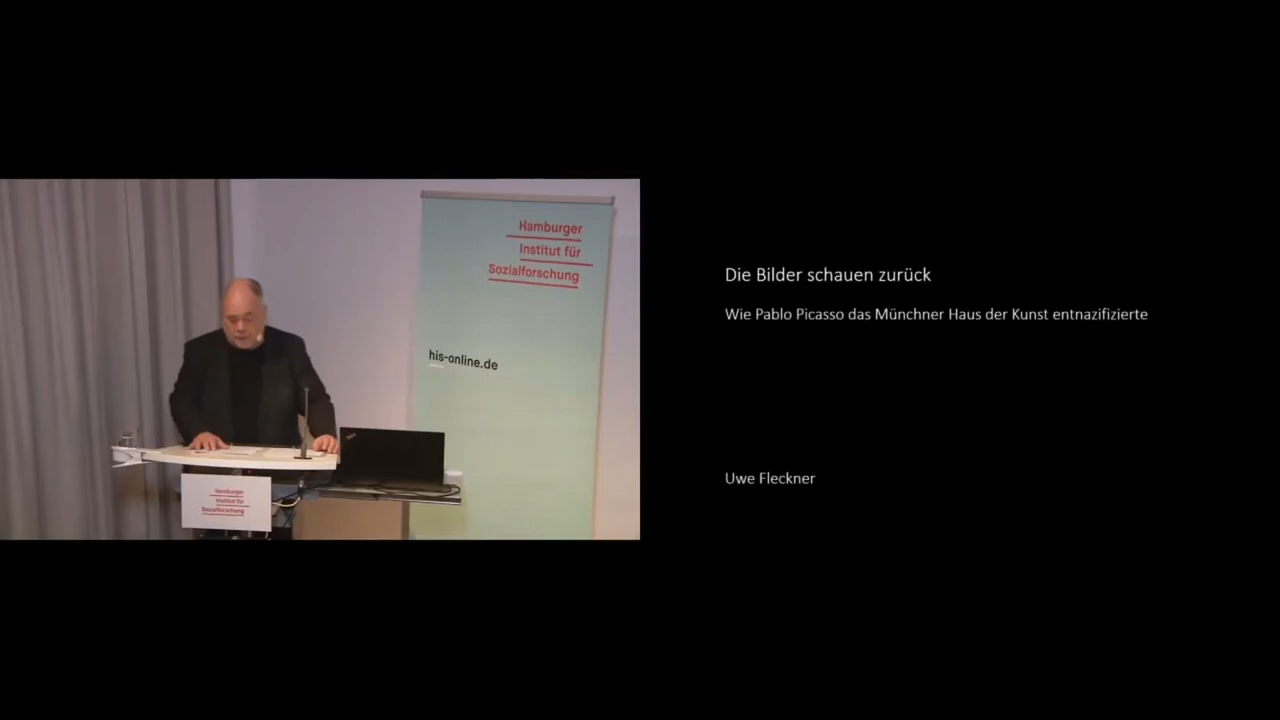 Hamburger
Institut für
Sozialforschung
his-online.de
Hamburger
Institut für
Sozialforschung
Die Bilder schauen zurück
Wie Pablo Picasso das Münchner Haus der Kunst entnazifizierte
Uwe Fleckner